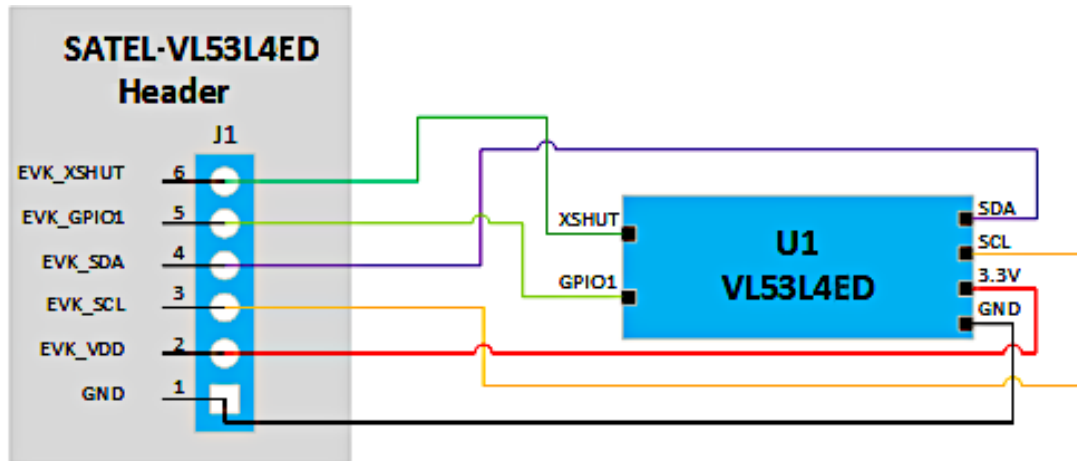 SATEL-VL53L4ED
Header
J1
EVK_XSHUT 6
EVK_GPIO1 5
EVK_SDA 4
EVK_SCL 3
EVK_VDD 2
GND 1
XSHUT
GPIO1
U1
VL53L4ED
SDA
SCL
3.3V
GND